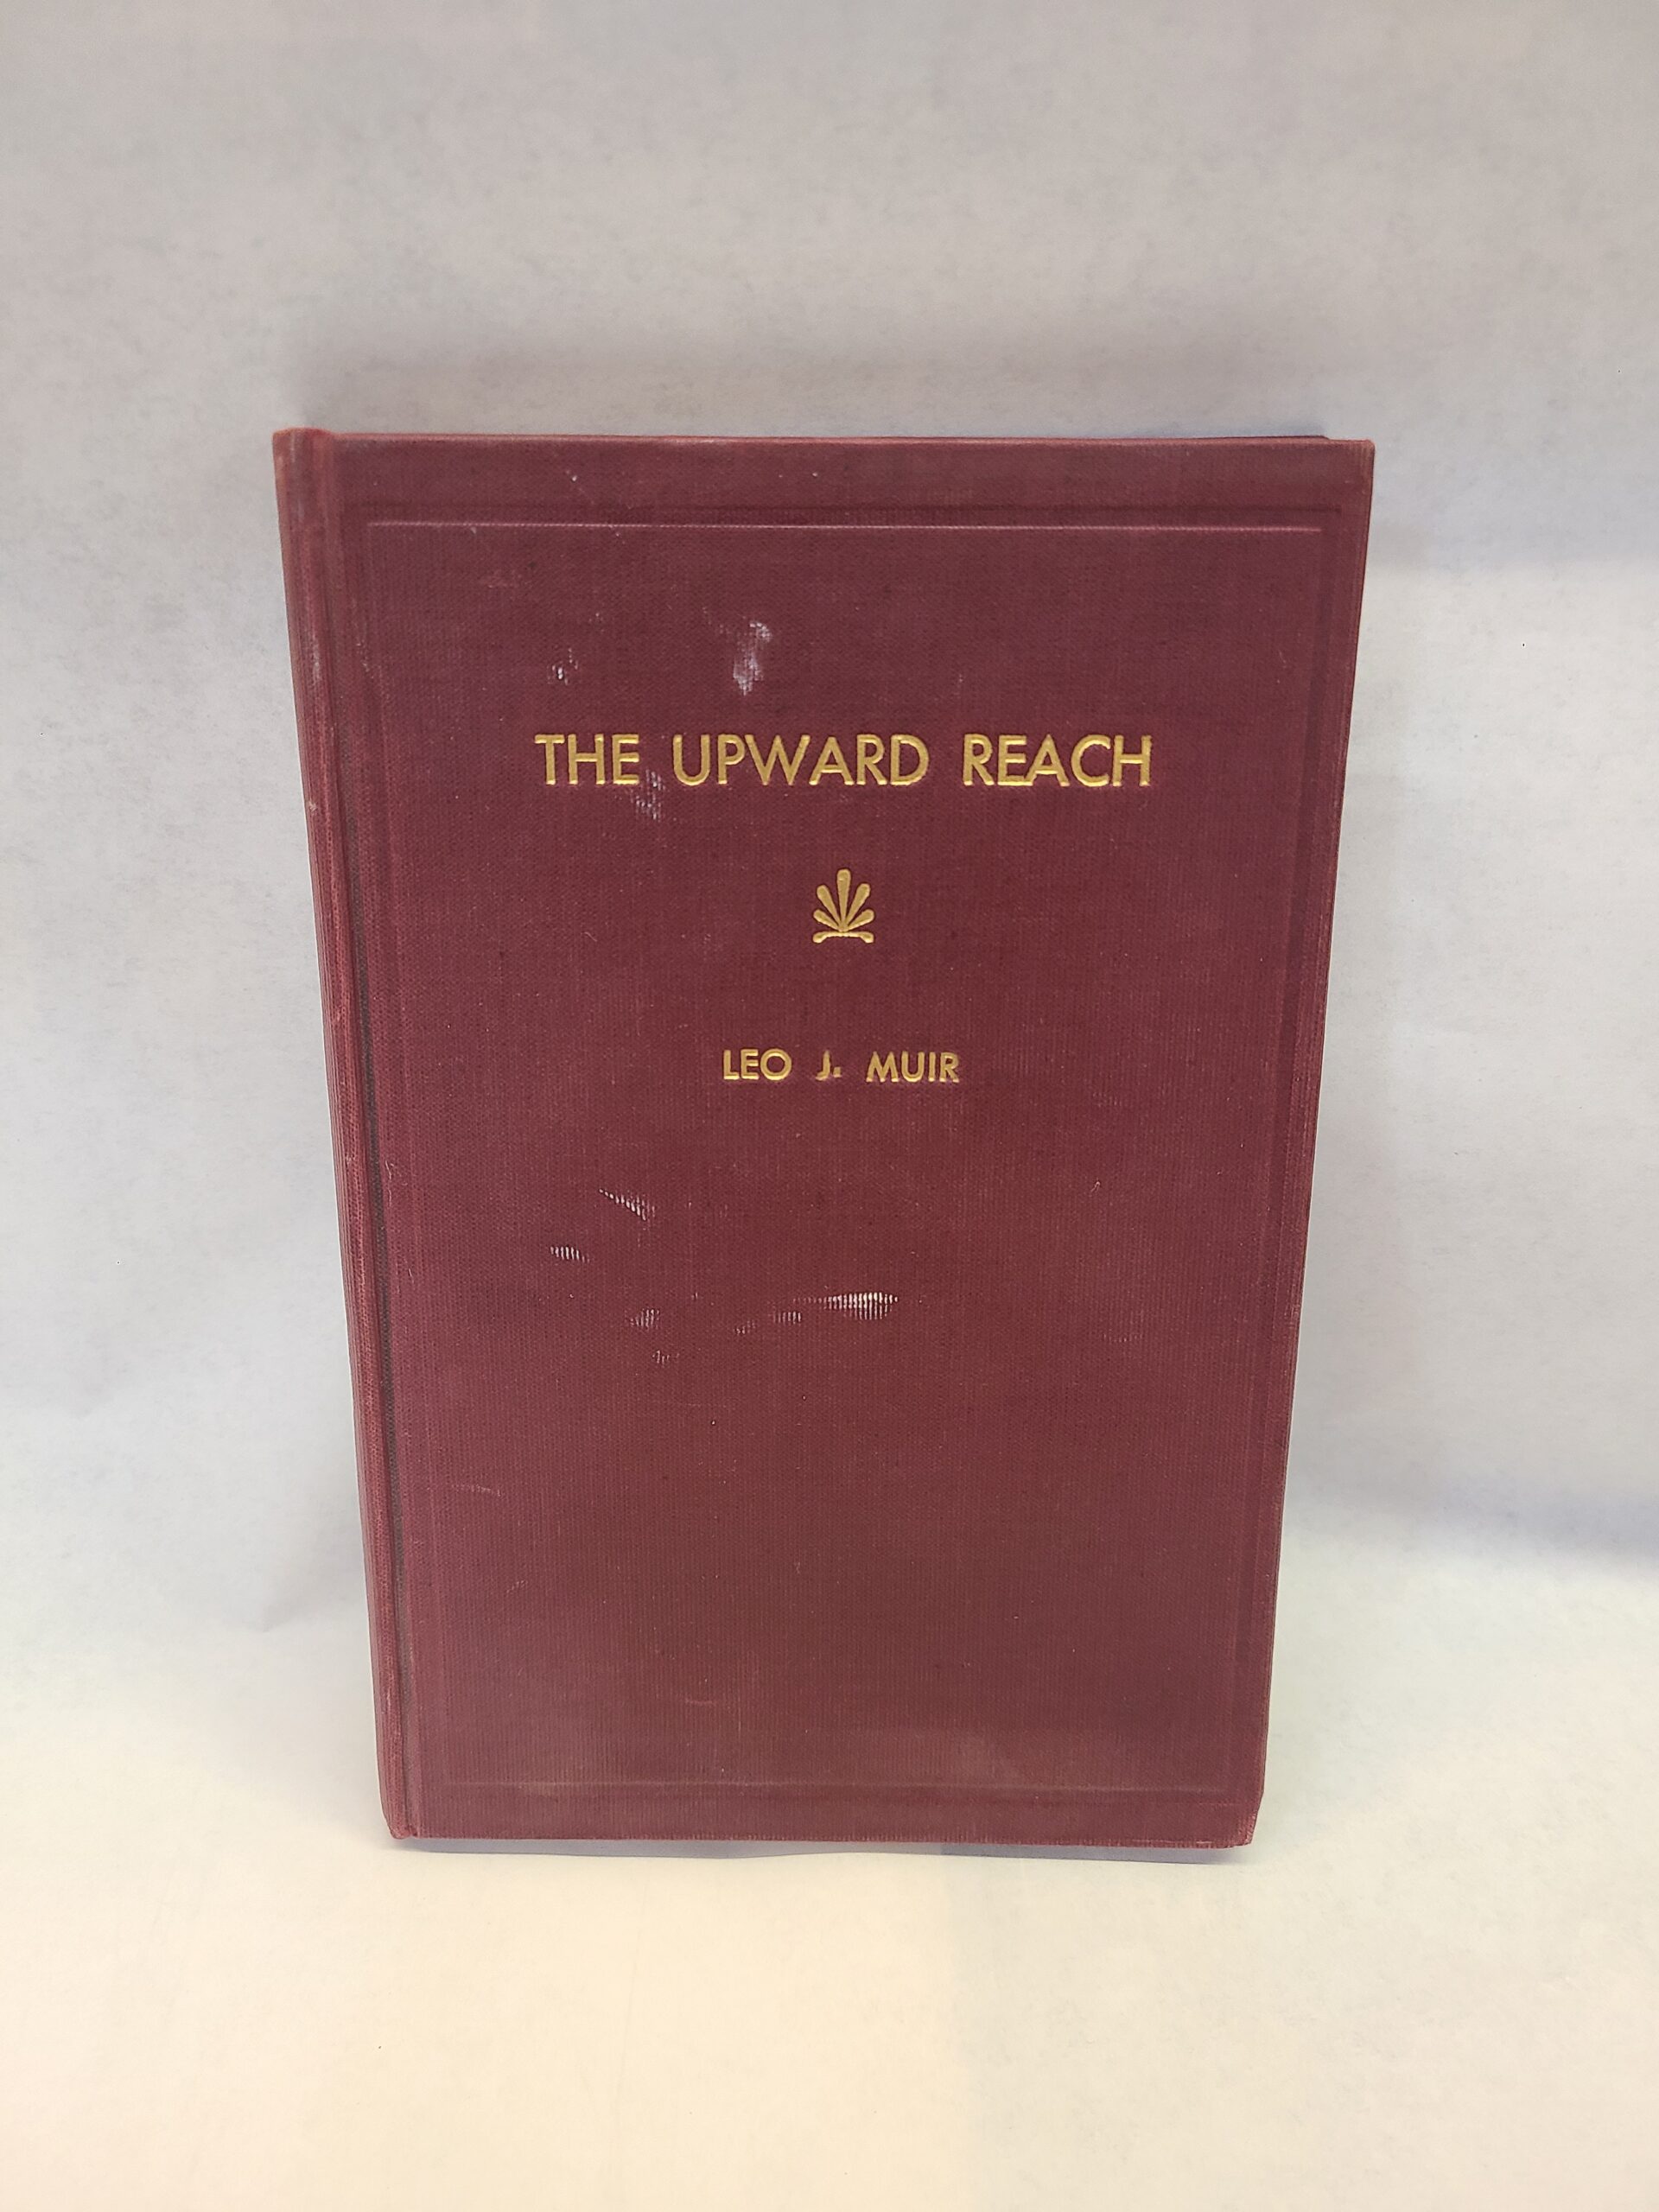 THE UPWARD REACH
LEO J. MUIR